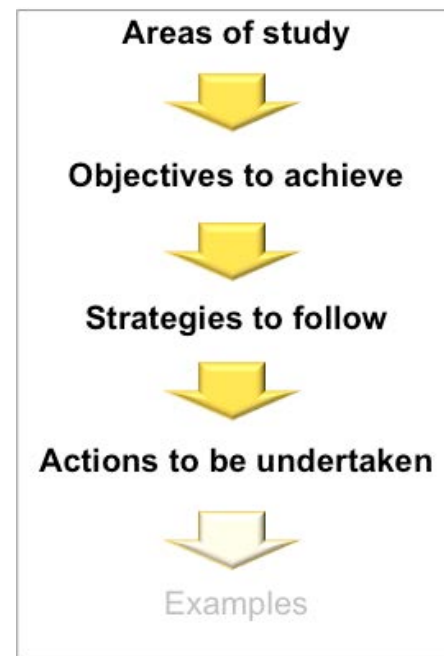 Areas of study
Objectives to achieve
Strategies to follow
Actions to be undertaken
Examples